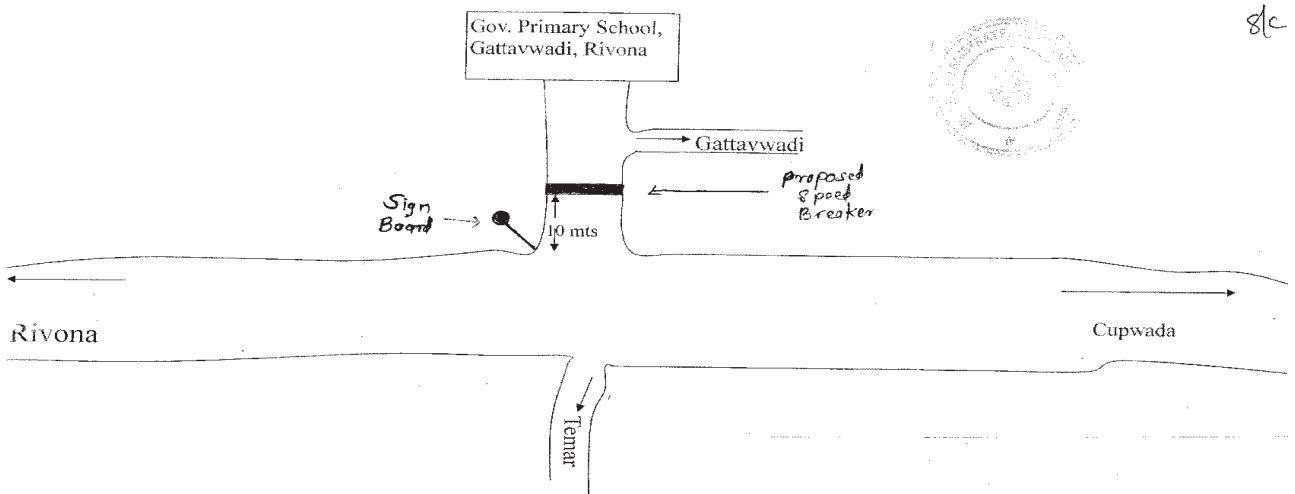 8/c
Gov. Primary School,
Gattavwadi, Rivona
Gattavwadi
proposed
Speed
Breaker
Sign
Board
10 mts
Rivona
Cupwada
Temar